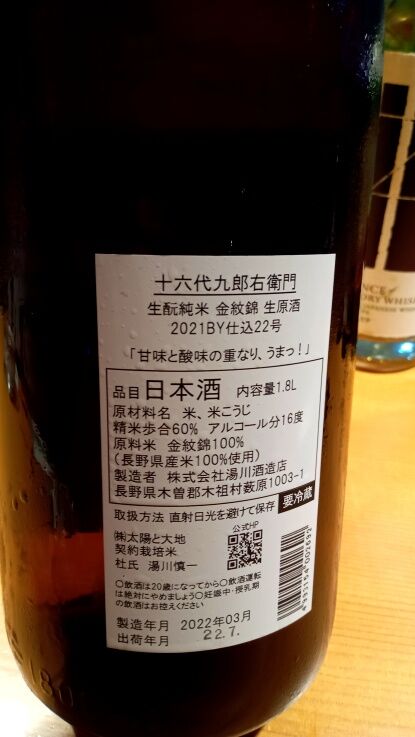 十六代九郎右衛門
生酛純米 金紋錦 生原酒
2021BY仕込22号
「甘味と酸味の重なり、うまっ！」
品目 日本酒 内容量1.8L
原材料名 米、米こうじ
精米歩合60% アルコール分16度
原料米 金紋錦100%
(長野県産米100%使用)
製造者 株式会社湯川酒造店
長野県木曽郡木祖村薮原1003-1
取扱方法 直射日光を避けて保存 要冷蔵
㈱太陽と大地
契約栽培米
杜氏 湯川慎一
公式HP
〇飲酒は20歳になってから〇飲酒運転
は絶対にやめましょう〇妊娠中・授乳期
の飲酒はお控えください
製造年月 2022年03月
出荷年月 22.7.
180